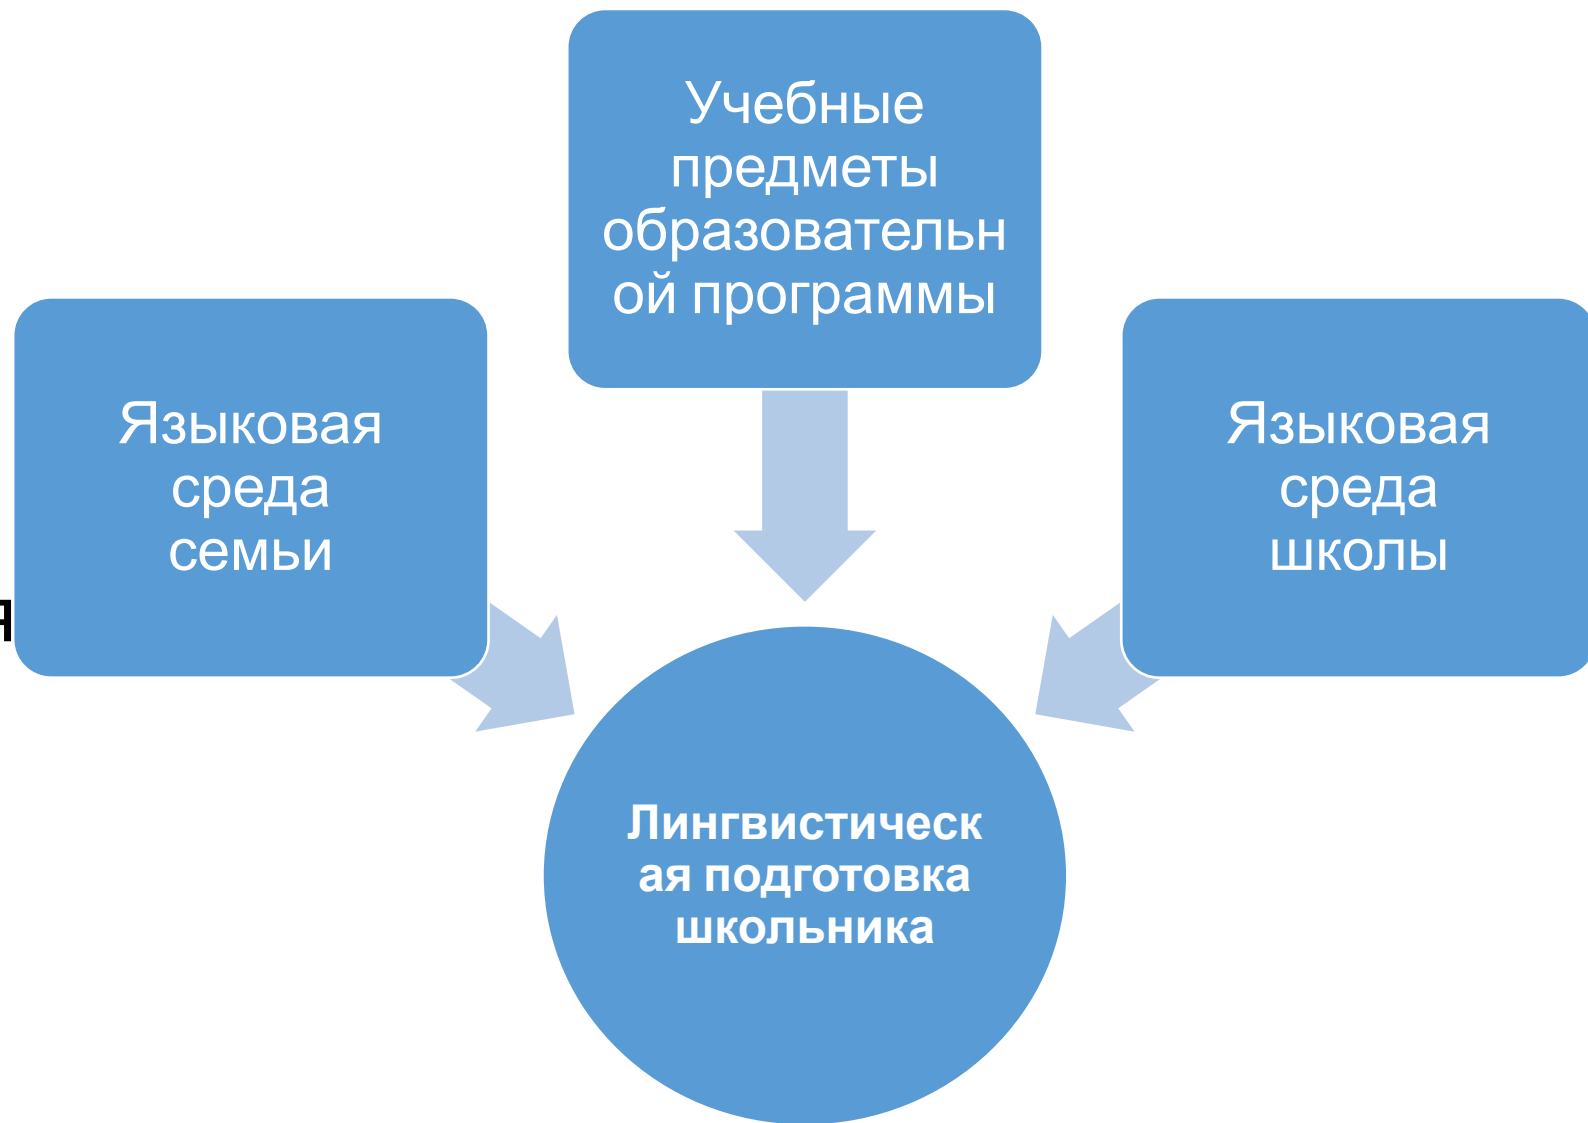 Учебные
предметы
образовательн
ой программы
Языковая
среда
семьи
Языковая
среда
школы
я
Лингвистическ
ая подготовка
школьника